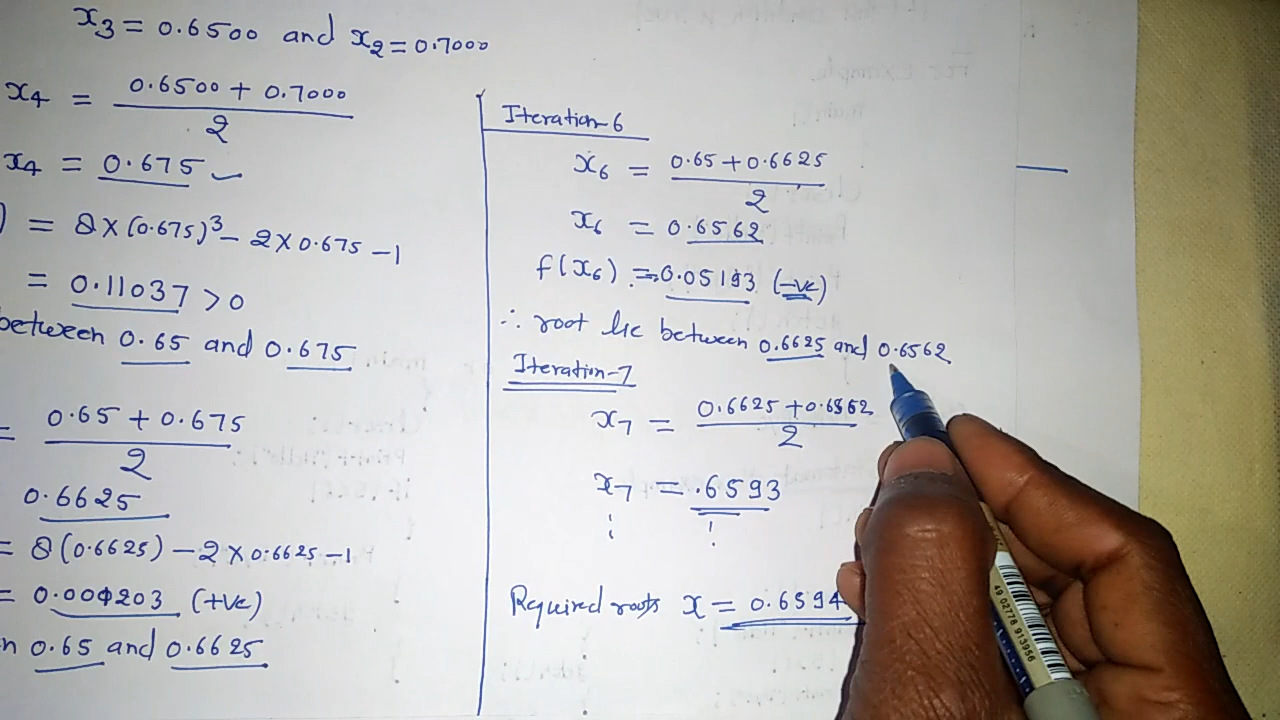 x₃ = 0.6500 and x₂ = 0.7000
x₄ = (0.6500 + 0.7000)/2
x₄ = 0.675
) = 8×(0.675)³ - 2×0.675 - 1
= 0.11037 > 0
between 0.65 and 0.675
= (0.65 + 0.675)/2
0.6625
= 8(0.6625) - 2×0.6625 - 1
= 0.004203 (+ve)
n 0.65 and 0.6625
Iteration-6
x₆ = (0.65 + 0.6625)/2
x₆ = 0.6562
f(x₆) = -0.05193 (-ve)
∴ root lie between 0.6625 and 0.6562
Iteration-7
x₇ = (0.6625 + 0.6562)/2
x₇ = .6593
Required roots x = 0.6594
49 02778 913956